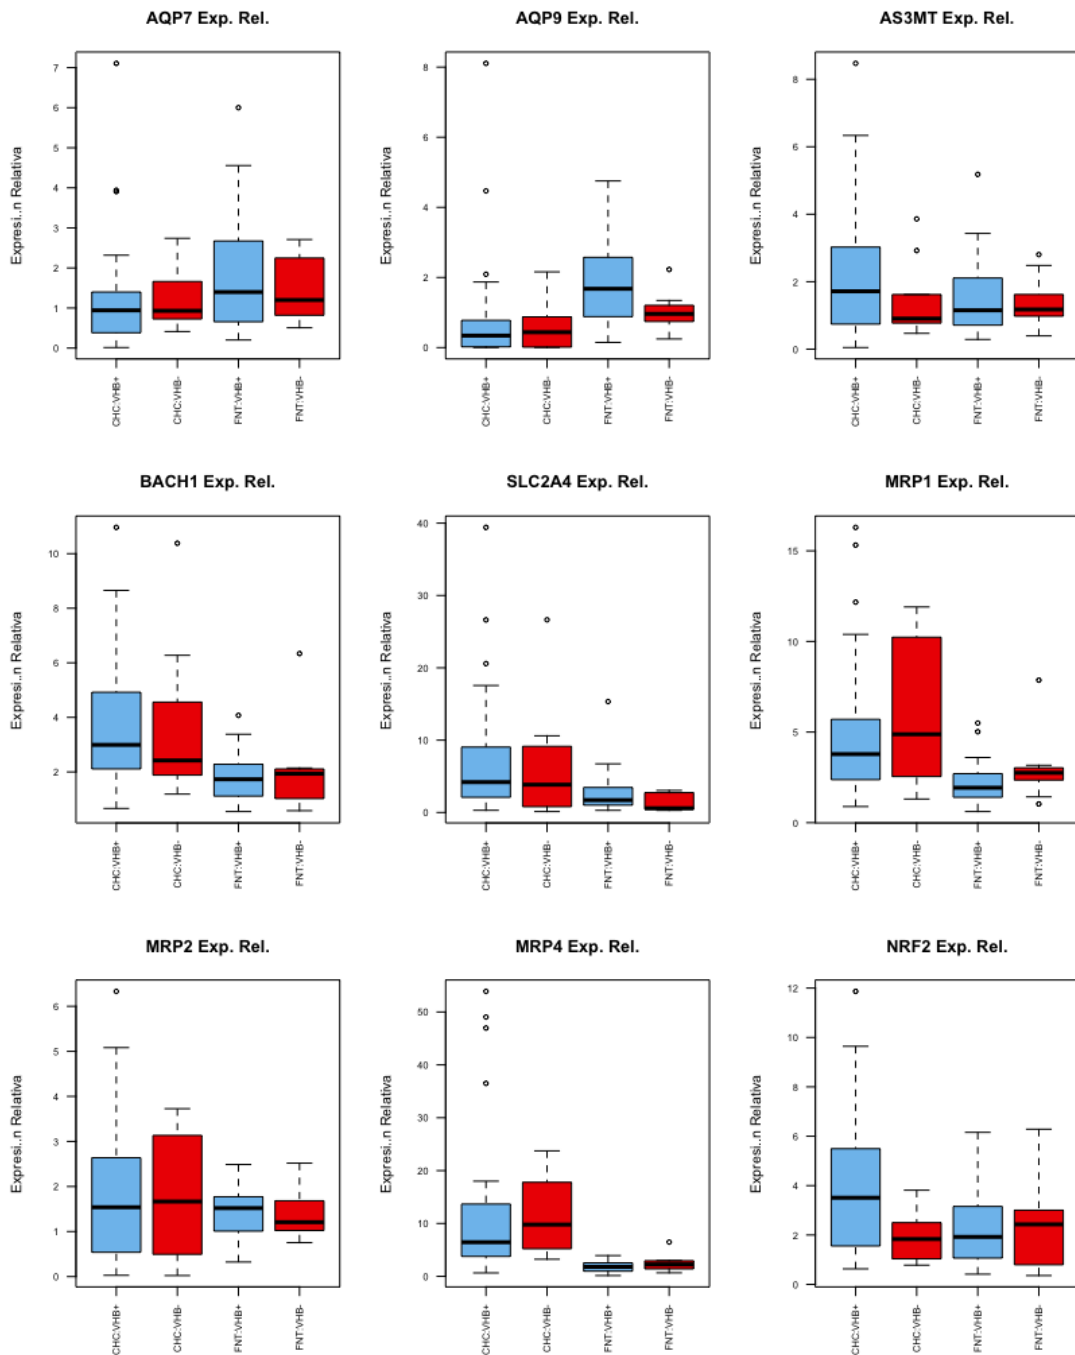 AQP7 Exp. Rel.
AQP9 Exp. Rel.
AS3MT Exp. Rel.
Expresi..n Relativa
7
6
5
4
3
2
1
0
CHC:VHB+
CHC:VHB-
FNT:VHB+
FNT:VHB-
Expresi..n Relativa
8
6
4
2
0
CHC:VHB+
CHC:VHB-
FNT:VHB+
FNT:VHB-
Expresi..n Relativa
8
6
4
2
0
CHC:VHB+
CHC:VHB-
FNT:VHB+
FNT:VHB-
BACH1 Exp. Rel.
SLC2A4 Exp. Rel.
MRP1 Exp. Rel.
Expresi..n Relativa
10
8
6
4
2
CHC:VHB+
CHC:VHB-
FNT:VHB+
FNT:VHB-
Expresi..n Relativa
40
30
20
10
0
CHC:VHB+
CHC:VHB-
FNT:VHB+
FNT:VHB-
Expresi..n Relativa
15
10
5
0
CHC:VHB+
CHC:VHB-
FNT:VHB+
FNT:VHB-
MRP2 Exp. Rel.
MRP4 Exp. Rel.
NRF2 Exp. Rel.
Expresi..n Relativa
6
5
4
3
2
1
0
CHC:VHB+
CHC:VHB-
FNT:VHB+
FNT:VHB-
Expresi..n Relativa
50
40
30
20
10
0
CHC:VHB+
CHC:VHB-
FNT:VHB+
FNT:VHB-
Expresi..n Relativa
12
10
8
6
4
2
0
CHC:VHB+
CHC:VHB-
FNT:VHB+
FNT:VHB-